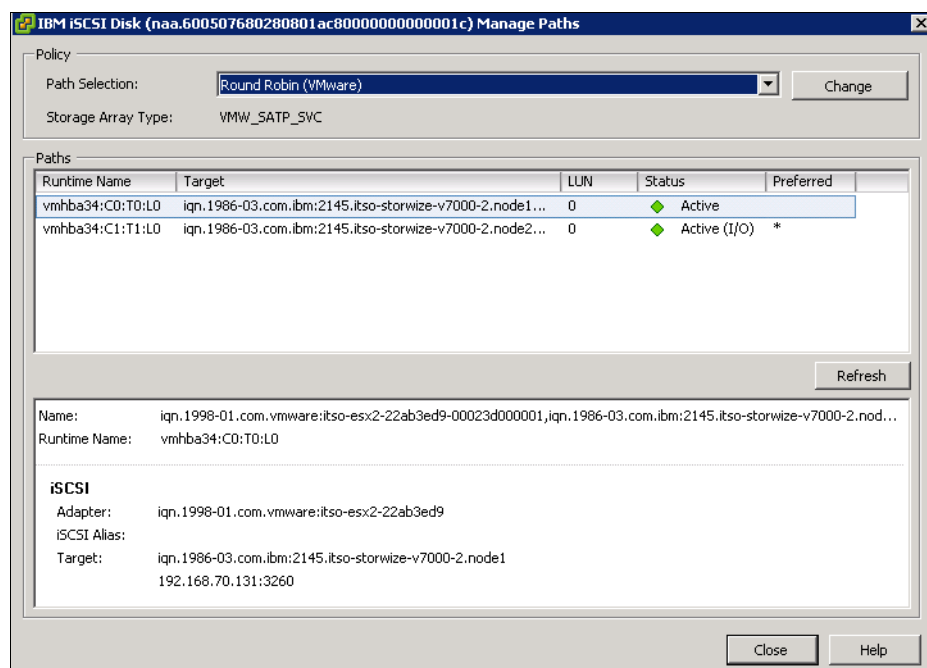 IBM iSCSI Disk (naa.600507680280801ac80000000000001c) Manage Paths
Policy
Path Selection: Round Robin (VMware) Change
Storage Array Type: VMW_SATP_SVC
Paths
Runtime Name Target LUN Status Preferred
vmhba34:C0:T0:L0 iqn.1986-03.com.ibm:2145.itso-storwize-v7000-2.node1... 0 Active
vmhba34:C1:T1:L0 iqn.1986-03.com.ibm:2145.itso-storwize-v7000-2.node2... 0 Active (I/O) *
Refresh
Name: iqn.1998-01.com.vmware:itso-esx2-22ab3ed9-00023d000001,iqn.1986-03.com.ibm:2145.itso-storwize-v7000-2.nod...
Runtime Name: vmhba34:C0:T0:L0
iSCSI
Adapter: iqn.1998-01.com.vmware:itso-esx2-22ab3ed9
iSCSI Alias:
Target: iqn.1986-03.com.ibm:2145.itso-storwize-v7000-2.node1
192.168.70.131:3260
Close Help